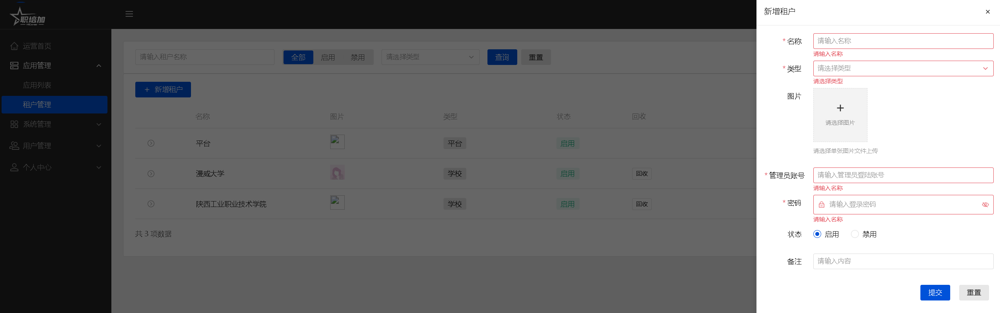 职培加
HiCareer
运营首页
应用管理
应用列表
租户管理
系统管理
用户管理
个人中心
请输入租户名称 全部 启用 禁用 请选择类型 查询 重置
新增租户
名称 图片 类型 状态 回收
平台 平台 启用
漫威大学 学校 启用 回收
陕西工业职业技术学院 学校 启用 回收
共 3 项数据
新增租户
* 名称 请输入名称
请输入名称
* 类型 请选择类型
请选择类型
图片
请选择图片
请选择单张图片文件上传
* 管理员账号 请输入管理员登陆账号
请输入名称
* 密码 请输入登录密码
请输入名称
状态 启用 禁用
备注 请输入内容
提交 重置